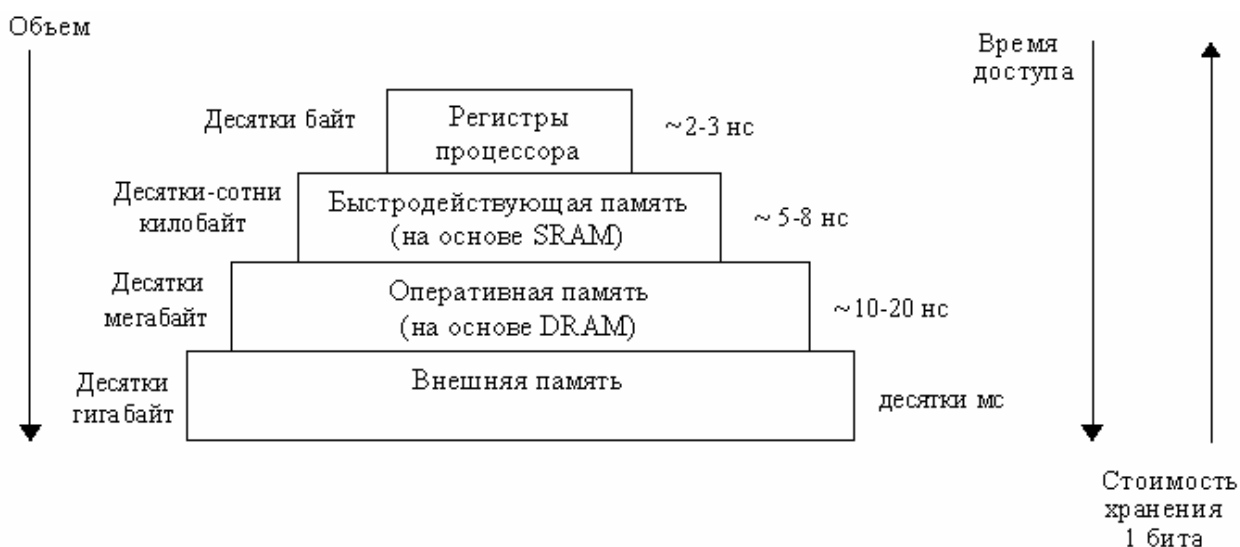 Объем
Время
доступа
Десятки байт
Регистры
процессора
~2-3 нс
Десятки-сотни
килобайт
Быстродействующая память
(на основе SRAM)
~ 5-8 нс
Десятки
мегабайт
Оперативная память
(на основе DRAM)
~10-20 нс
Десятки
гигабайт
Внешняя память
десятки мс
Стоимость
хранения
1 бита